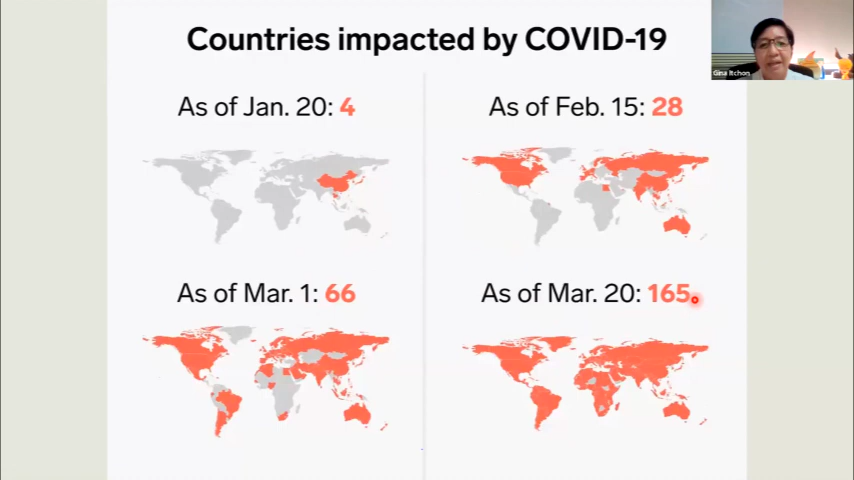 Countries impacted by COVID-19
Gina Itchon
As of Jan. 20: 4
As of Feb. 15: 28
As of Mar. 1: 66
As of Mar. 20: 165